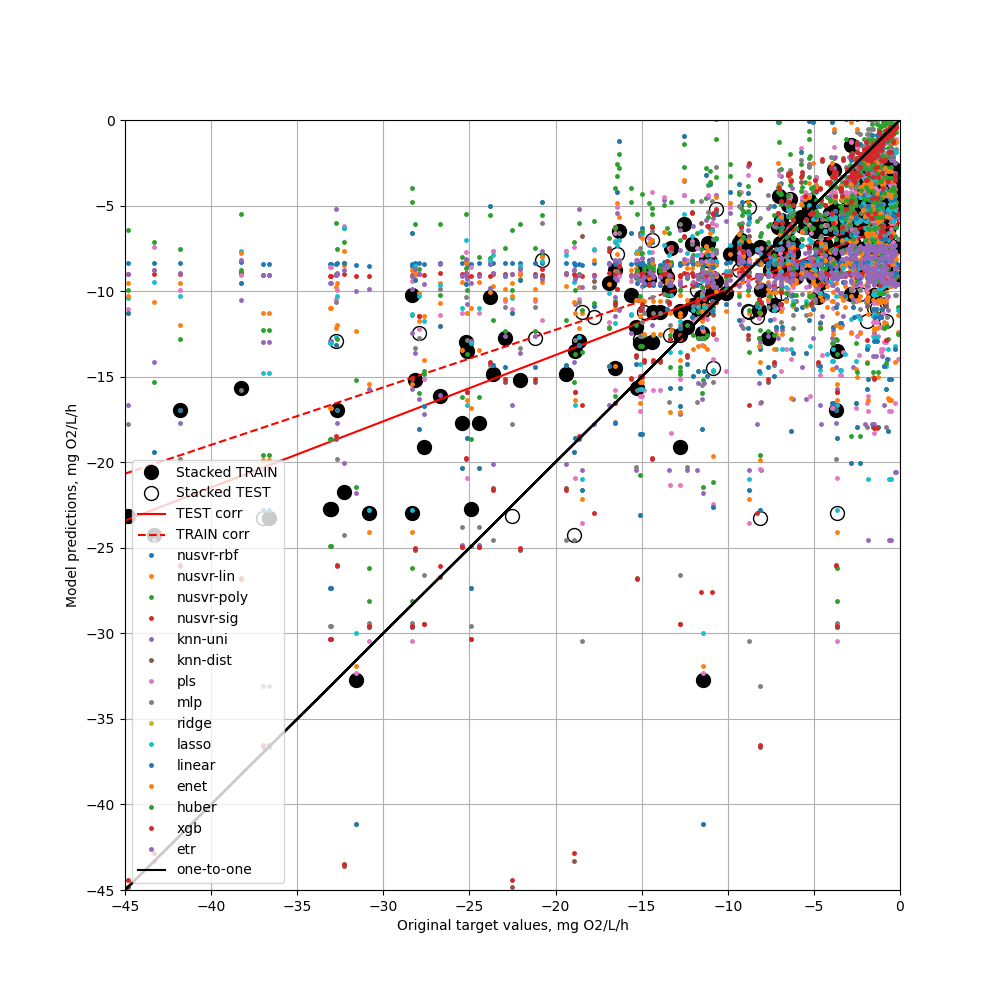 0
−5
−10
−15
−20
−25
−30
−35
−40
−45
Model predictions, mg O2/L/h
Stacked TRAIN
Stacked TEST
TEST corr
TRAIN corr
nusvr-rbf
nusvr-lin
nusvr-poly
nusvr-sig
knn-uni
knn-dist
pls
mlp
ridge
lasso
linear
enet
huber
xgb
etr
one-to-one
−45 −40 −35 −30 −25 −20 −15 −10 −5 0
Original target values, mg O2/L/h